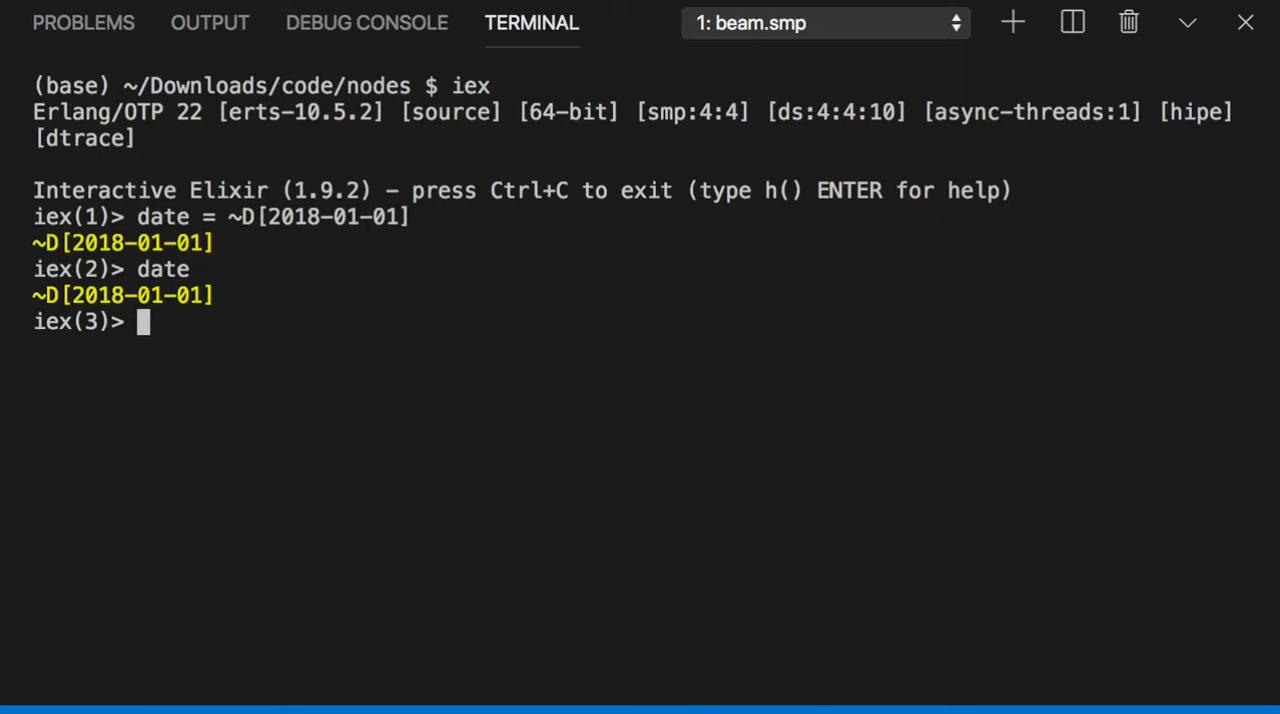 PROBLEMS OUTPUT DEBUG CONSOLE TERMINAL 1: beam.smp
(base) ~/Downloads/code/nodes $ iex
Erlang/OTP 22 [erts-10.5.2] [source] [64-bit] [smp:4:4] [ds:4:4:10] [async-threads:1] [hipe]
[dtrace]
Interactive Elixir (1.9.2) - press Ctrl+C to exit (type h() ENTER for help)
iex(1)> date = ~D[2018-01-01]
~D[2018-01-01]
iex(2)> date
~D[2018-01-01]
iex(3)>